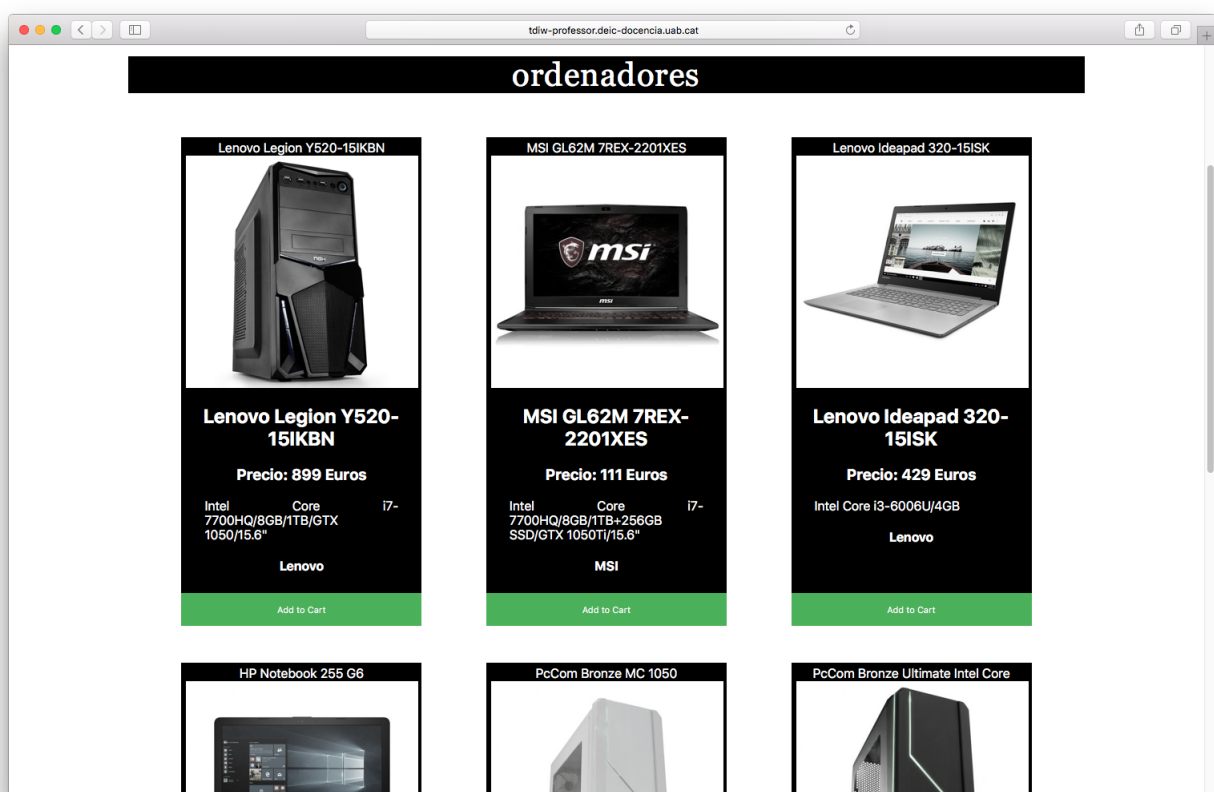 tdiw-professor.deic-docencia.uab.cat
ordenadores
Lenovo Legion Y520-15IKBN
Lenovo Legion Y520-
15IKBN
Precio: 899 Euros
Intel Core i7-
7700HQ/8GB/1TB/GTX
1050/15.6"
Lenovo
Add to Cart
MSI GL62M 7REX-2201XES
msi
msi
MSI GL62M 7REX-
2201XES
Precio: 111 Euros
Intel Core i7-
7700HQ/8GB/1TB+256GB
SSD/GTX 1050Ti/15.6"
MSI
Add to Cart
Lenovo Ideapad 320-15ISK
Lenovo Ideapad 320-
15ISK
Precio: 429 Euros
Intel Core i3-6006U/4GB
Lenovo
Add to Cart
HP Notebook 255 G6
PcCom Bronze MC 1050
PcCom Bronze Ultimate Intel Core